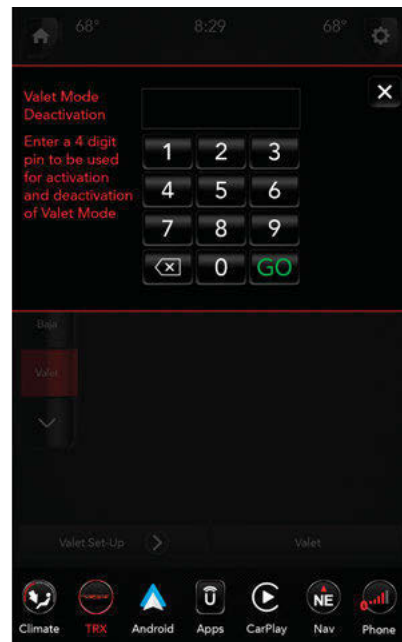 68° 8:29 68°
Valet Mode
Deactivation
Enter a 4 digit
pin to be used
for activation
and deactivation
of Valet Mode
1 2 3
4 5 6
7 8 9
0 GO
Baja
Valet
Valet Set-Up Valet
NE
Climate TRX Android Apps CarPlay Nav Phone